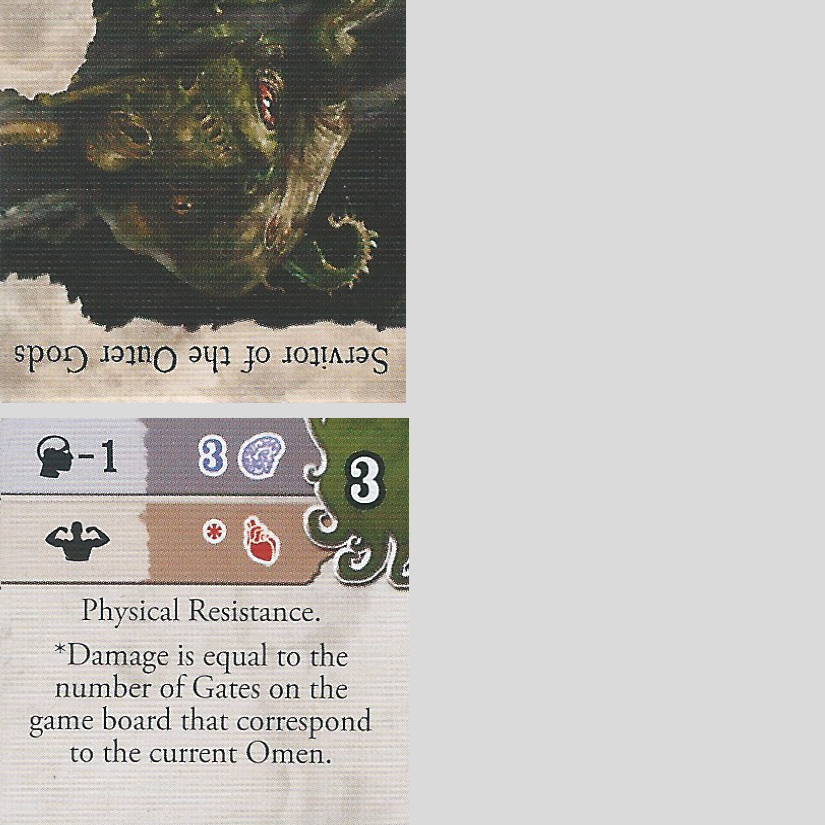 Servitor of the Outer Gods
-1 3
3
*
Physical Resistance.
*Damage is equal to the
number of Gates on the
game board that correspond
to the current Omen.